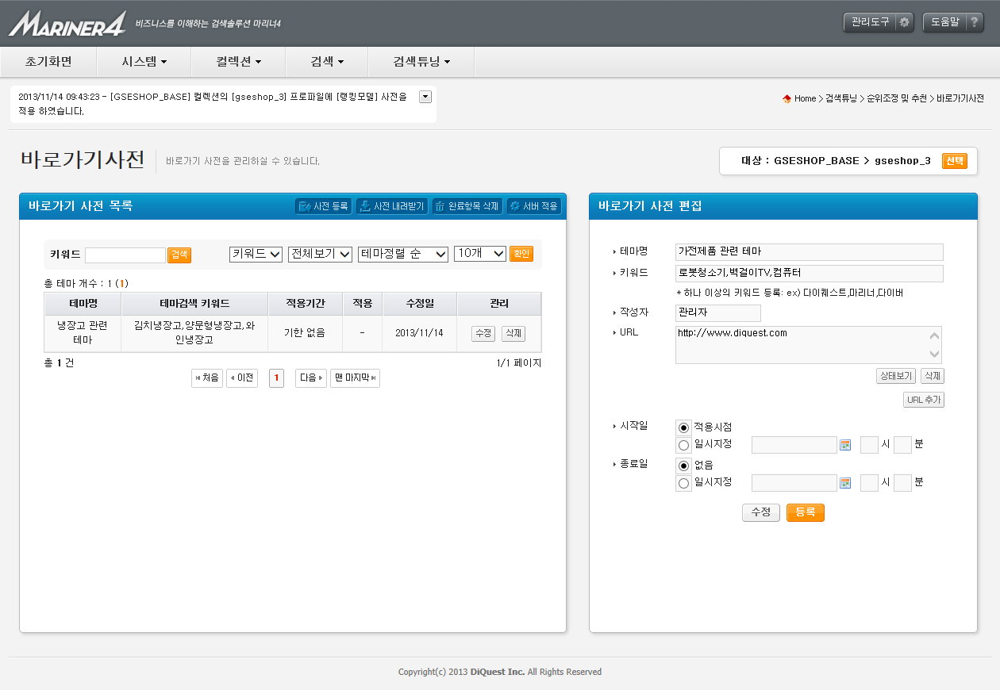 MARINER4 비즈니스를 이해하는 검색솔루션 마리너4
관리도구 도움말 ?
초기화면 시스템 컬렉션 검색 검색튜닝
2013/11/14 09:43:23 - [GSESHOP_BASE] 컬렉션의 [gseshop_3] 프로파일에 [랭킹모델] 사전을
적용 하였습니다.
Home > 검색튜닝 > 순위조정 및 추천 > 바로가기사전
바로가기사전 바로가기 사전을 관리하실 수 있습니다.
대상 : GSESHOP_BASE > gseshop_3 선택
바로가기 사전 목록 사전 등록 사전 내려받기 완료항목 삭제 서버 적용
키워드 검색 키워드 전체보기 테마정렬 순 10개 확인
총 테마 개수 : 1 (1)
테마명 테마검색 키워드 적용기간 적용 수정일 관리
냉장고 관련
테마
김치냉장고,양문형냉장고,와
인냉장고
기한 없음 - 2013/11/14 수정 삭제
총 1 건 1/1 페이지
처음 이전 1 다음 맨 마지막
바로가기 사전 편집
테마명 가전제품 관련 테마
키워드 로봇청소기,벽걸이TV,컴퓨터
* 하나 이상의 키워드 등록: ex) 다이퀘스트,마리너,다이버
작성자 관리자
URL http://www.diquest.com
상태보기 삭제
URL 추가
시작일 적용시점
일시지정 시 분
종료일 없음
일시지정 시 분
수정 등록
Copyright(c) 2013 DiQuest Inc. All Rights Reserved